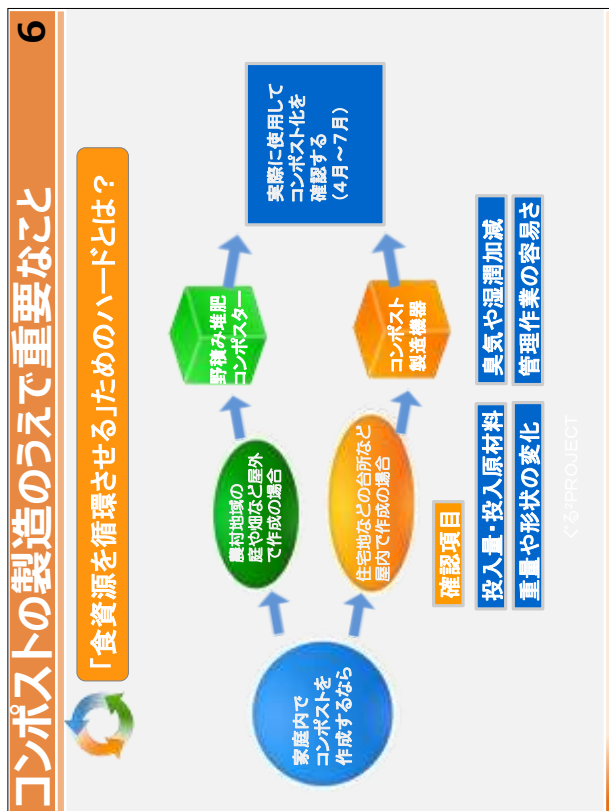 コンポストの製造のうえで重要なこと
6
「食資源を循環させる」ためのハードとは？
家庭内で
コンポストを
作成するなら
農村地域の
庭や畑など屋外
で作成の場合
野積み堆肥
コンポスター
住宅地などの台所など
屋内で作成の場合
コンポスト
製造機器
実際に使用して
コンポスト化を
確認する
（４月～７月）
確認項目
投入量・投入原材料
臭気や湿潤加減
重量や形状の変化
管理作業の容易さ
ぐる²PROJECT